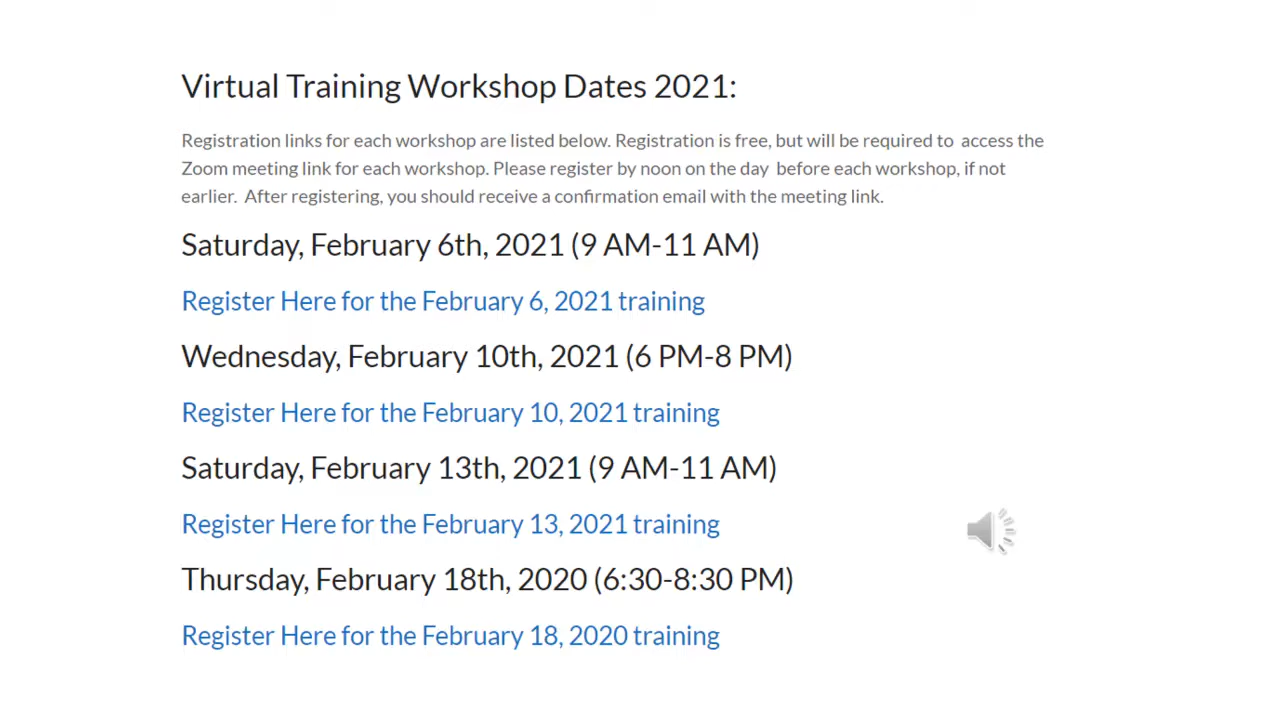 Virtual Training Workshop Dates 2021:
Registration links for each workshop are listed below. Registration is free, but will be required to access the
Zoom meeting link for each workshop. Please register by noon on the day before each workshop, if not
earlier. After registering, you should receive a confirmation email with the meeting link.
Saturday, February 6th, 2021 (9 AM-11 AM)
Register Here for the February 6, 2021 training
Wednesday, February 10th, 2021 (6 PM-8 PM)
Register Here for the February 10, 2021 training
Saturday, February 13th, 2021 (9 AM-11 AM)
Register Here for the February 13, 2021 training
Thursday, February 18th, 2020 (6:30-8:30 PM)
Register Here for the February 18, 2020 training